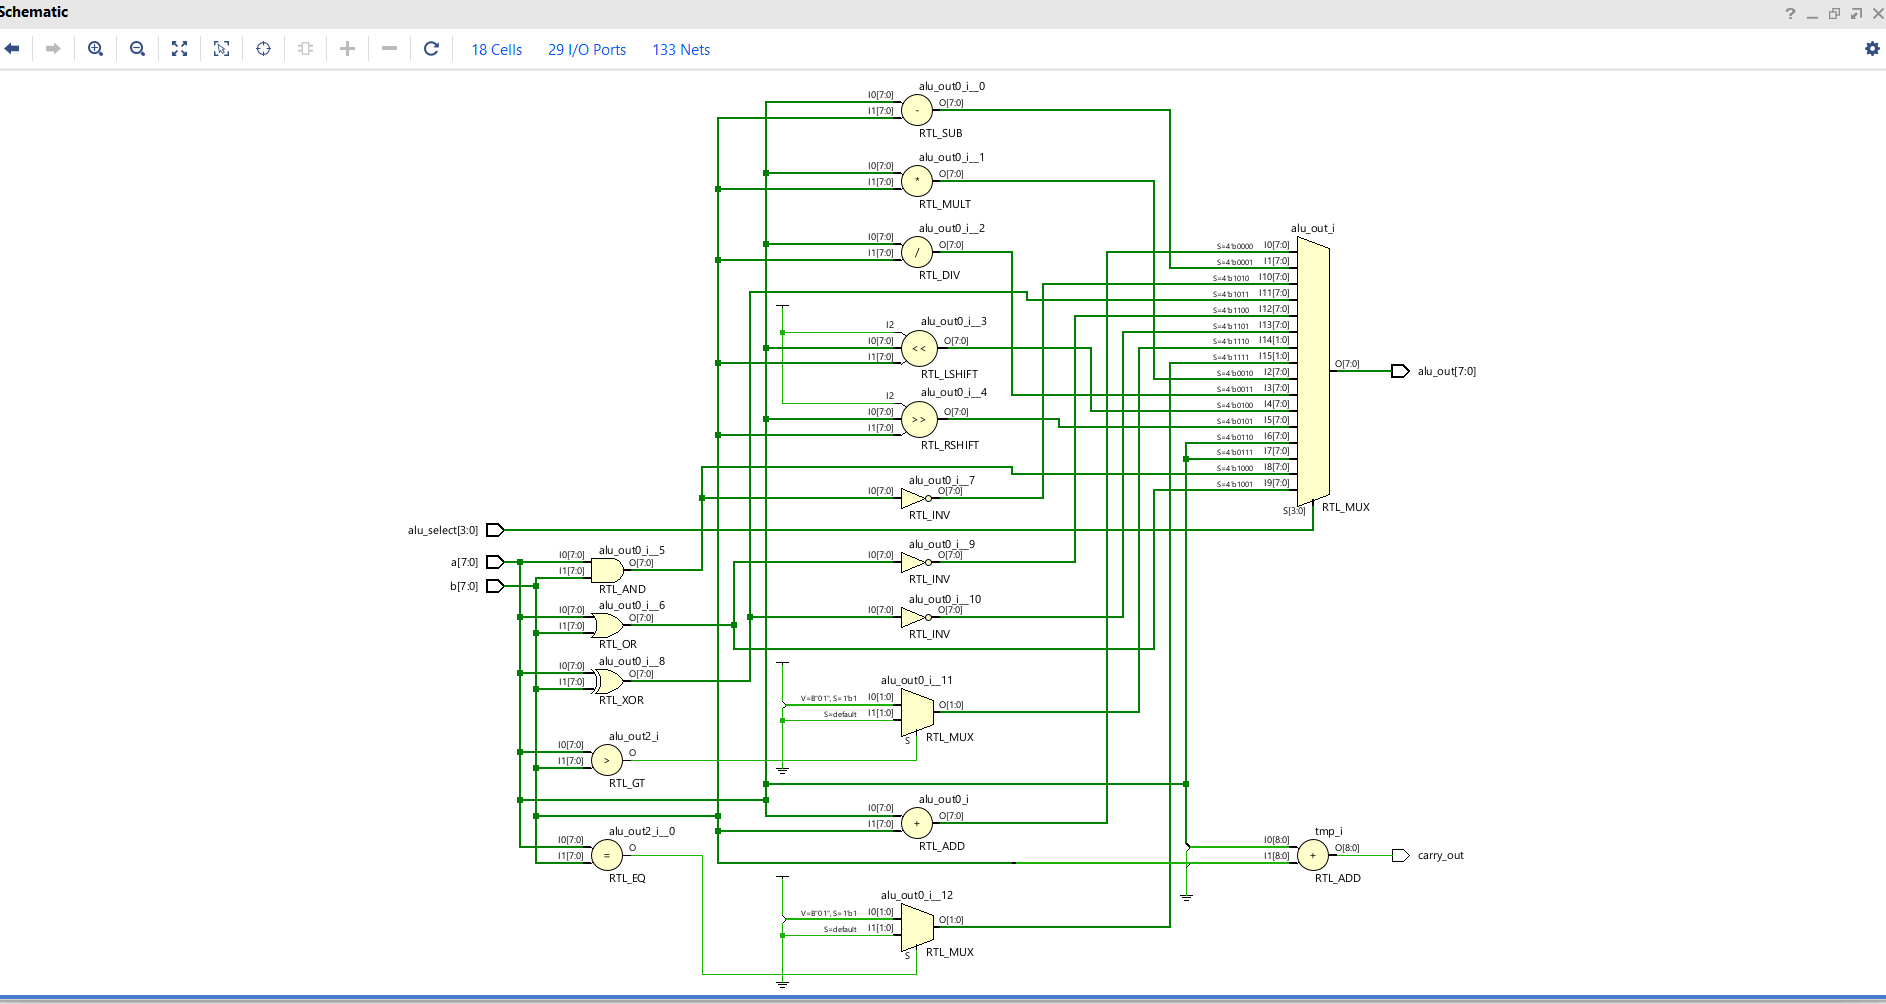 Schematic
18 Cells 29 I/O Ports 133 Nets
alu_out0_i__0
I0[7:0]
I1[7:0]
-
O[7:0]
RTL_SUB
alu_out0_i__1
I0[7:0]
I1[7:0]
*
O[7:0]
RTL_MULT
alu_out0_i__2
I0[7:0]
I1[7:0]
/
O[7:0]
RTL_DIV
alu_out0_i__3
I2
I0[7:0]
I1[7:0]
<<
O[7:0]
RTL_LSHIFT
alu_out0_i__4
I2
I0[7:0]
I1[7:0]
>>
O[7:0]
RTL_RSHIFT
alu_out0_i__7
I0[7:0]
O[7:0]
RTL_INV
alu_out_i
S=4'b0000 I0[7:0]
S=4'b0001 I1[7:0]
S=4'b1010 I10[7:0]
S=4'b1011 I11[7:0]
S=4'b1100 I12[7:0]
S=4'b1101 I13[7:0]
S=4'b1110 I14[1:0]
S=4'b1111 I15[1:0]
S=4'b0010 I2[7:0]
S=4'b0011 I3[7:0]
S=4'b0100 I4[7:0]
S=4'b0101 I5[7:0]
S=4'b0110 I6[7:0]
S=4'b0111 I7[7:0]
S=4'b1000 I8[7:0]
S=4'b1001 I9[7:0]
S[3:0]
RTL_MUX
O[7:0]
alu_out[7:0]
alu_select[3:0]
a[7:0]
b[7:0]
alu_out0_i__5
I0[7:0]
I1[7:0]
O[7:0]
RTL_AND
alu_out0_i__6
I0[7:0]
I1[7:0]
O[7:0]
RTL_OR
alu_out0_i__8
I0[7:0]
I1[7:0]
O[7:0]
RTL_XOR
alu_out0_i__9
I0[7:0]
O[7:0]
RTL_INV
alu_out0_i__10
I0[7:0]
O[7:0]
RTL_INV
alu_out0_i__11
V=B"01", S=1'b1 I0[1:0]
S=default I1[1:0]
S
O[1:0]
RTL_MUX
alu_out2_i
I0[7:0]
I1[7:0]
>
O
RTL_GT
alu_out0_i
I0[7:0]
I1[7:0]
+
O[7:0]
RTL_ADD
alu_out2_i__0
I0[7:0]
I1[7:0]
=
O
RTL_EQ
tmp_i
I0[8:0]
I1[8:0]
+
O[8:0]
RTL_ADD
carry_out
alu_out0_i__12
V=B"01", S=1'b1 I0[1:0]
S=default I1[1:0]
S
O[1:0]
RTL_MUX